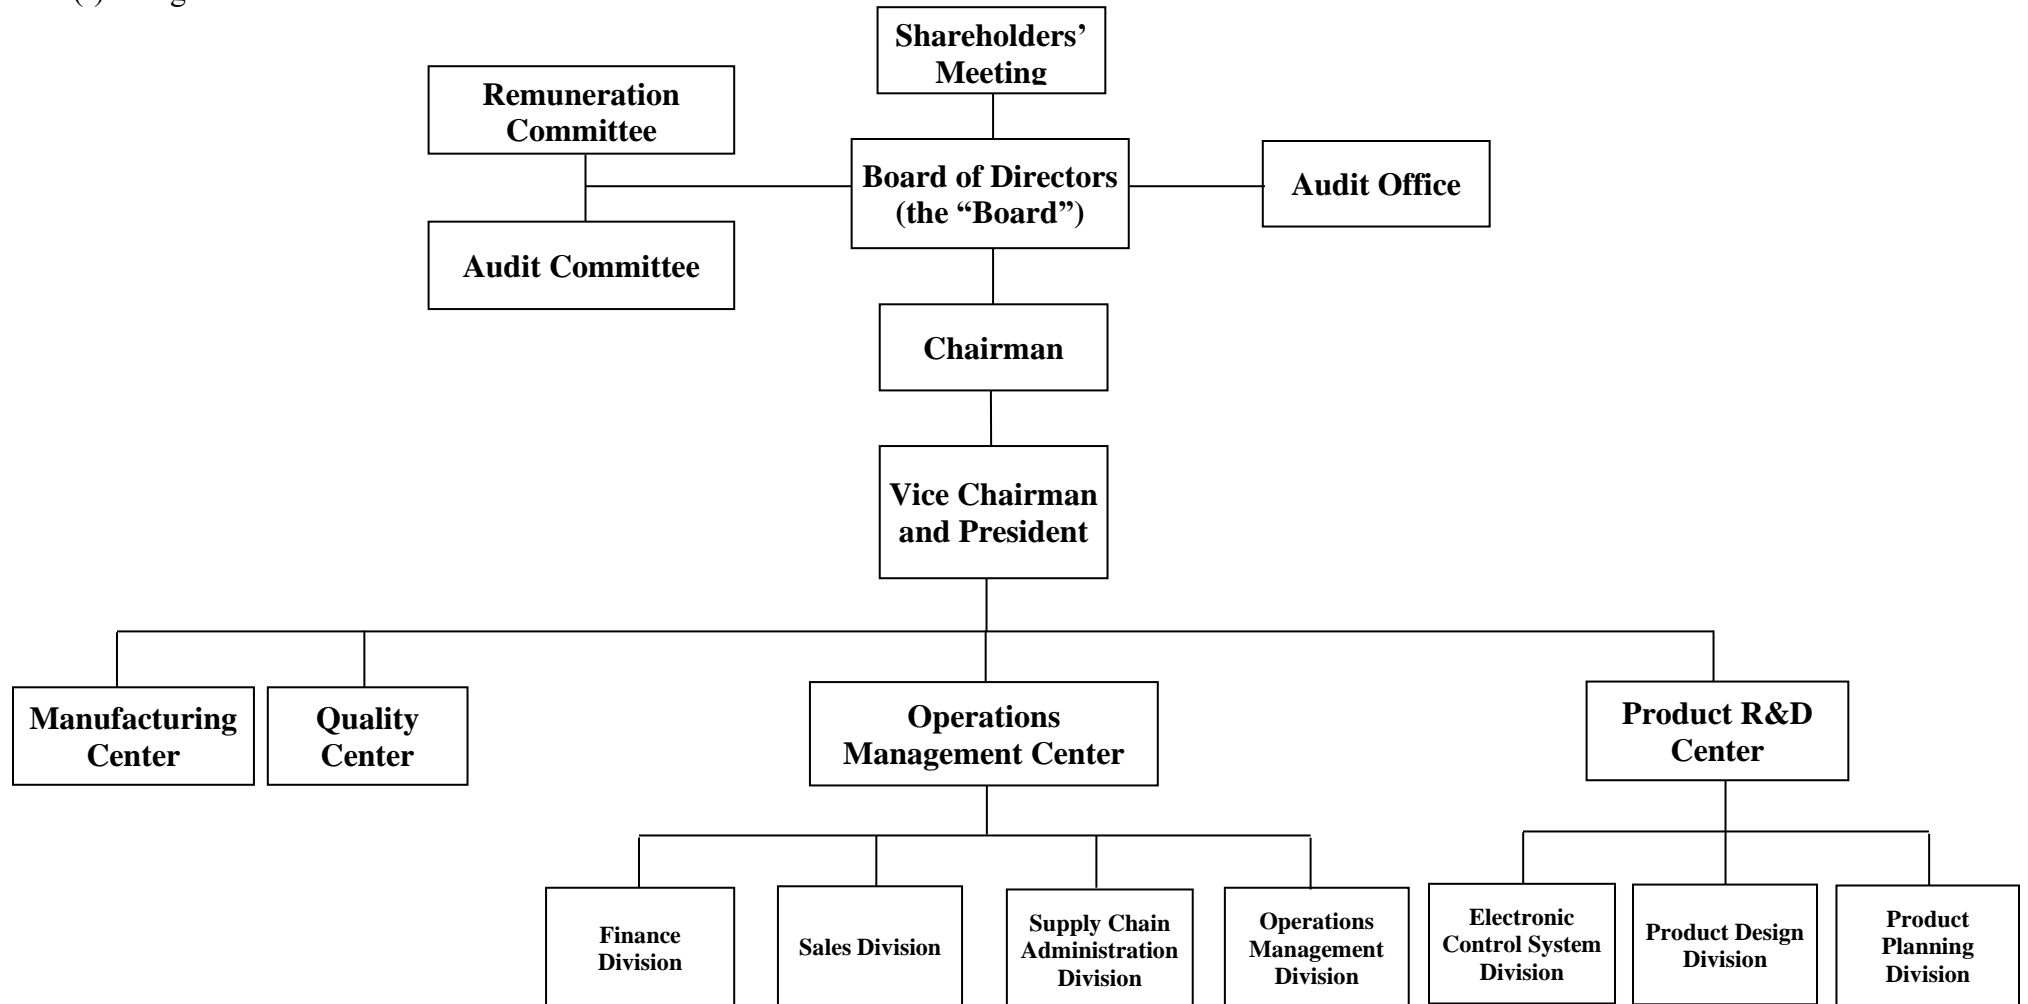 Shareholders’
Meeting
Remuneration
Committee
Board of Directors
(the “Board”)
Audit Office
Audit Committee
Chairman
Vice Chairman
and President
Manufacturing
Center
Quality
Center
Operations
Management Center
Product R&D
Center
Finance
Division
Sales Division
Supply Chain
Administration
Division
Operations
Management
Division
Electronic
Control System
Division
Product Design
Division
Product
Planning
Division